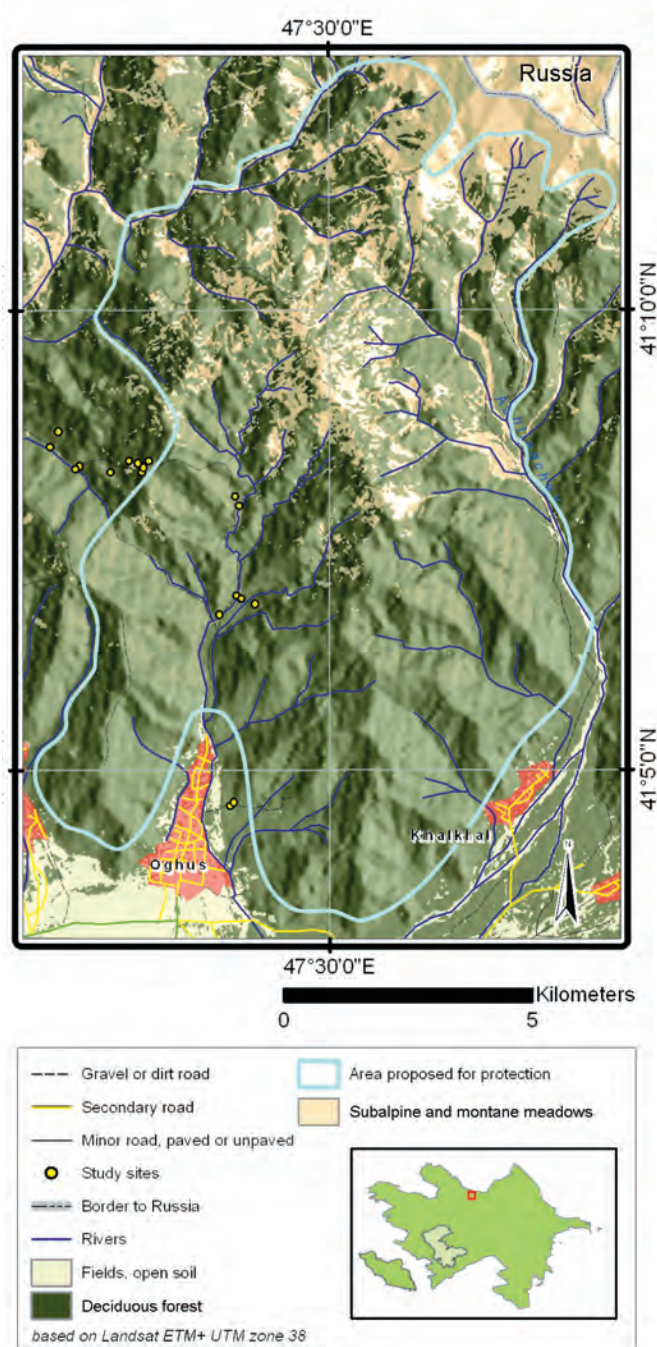 47°30'0"E
Russia
41°10'0"N
41°5'0"N
Oghus
Khalkhal
N
47°30'0"E
Kilometers
0 5
Gravel or dirt road
Secondary road
Minor road, paved or unpaved
Study sites
Border to Russia
Rivers
Fields, open soil
Deciduous forest
based on Landsat ETM+ UTM zone 38
Area proposed for protection
Subalpine and montane meadows